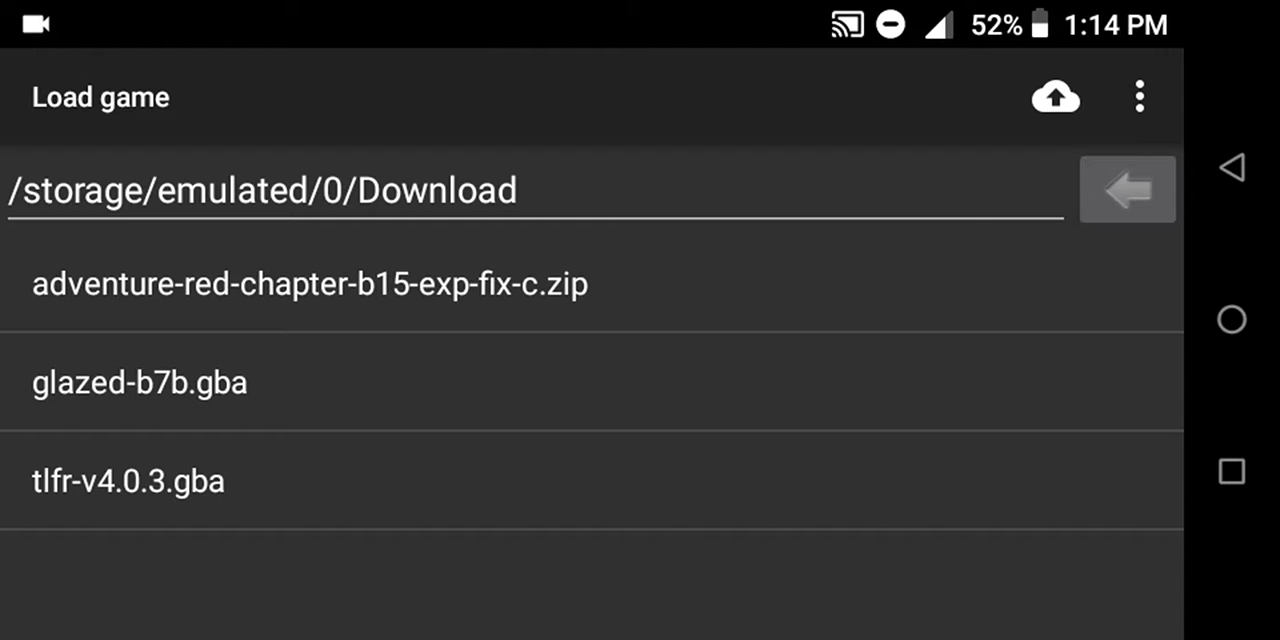 52% 1:14 PM
Load game
/storage/emulated/0/Download
adventure-red-chapter-b15-exp-fix-c.zip
glazed-b7b.gba
tlfr-v4.0.3.gba